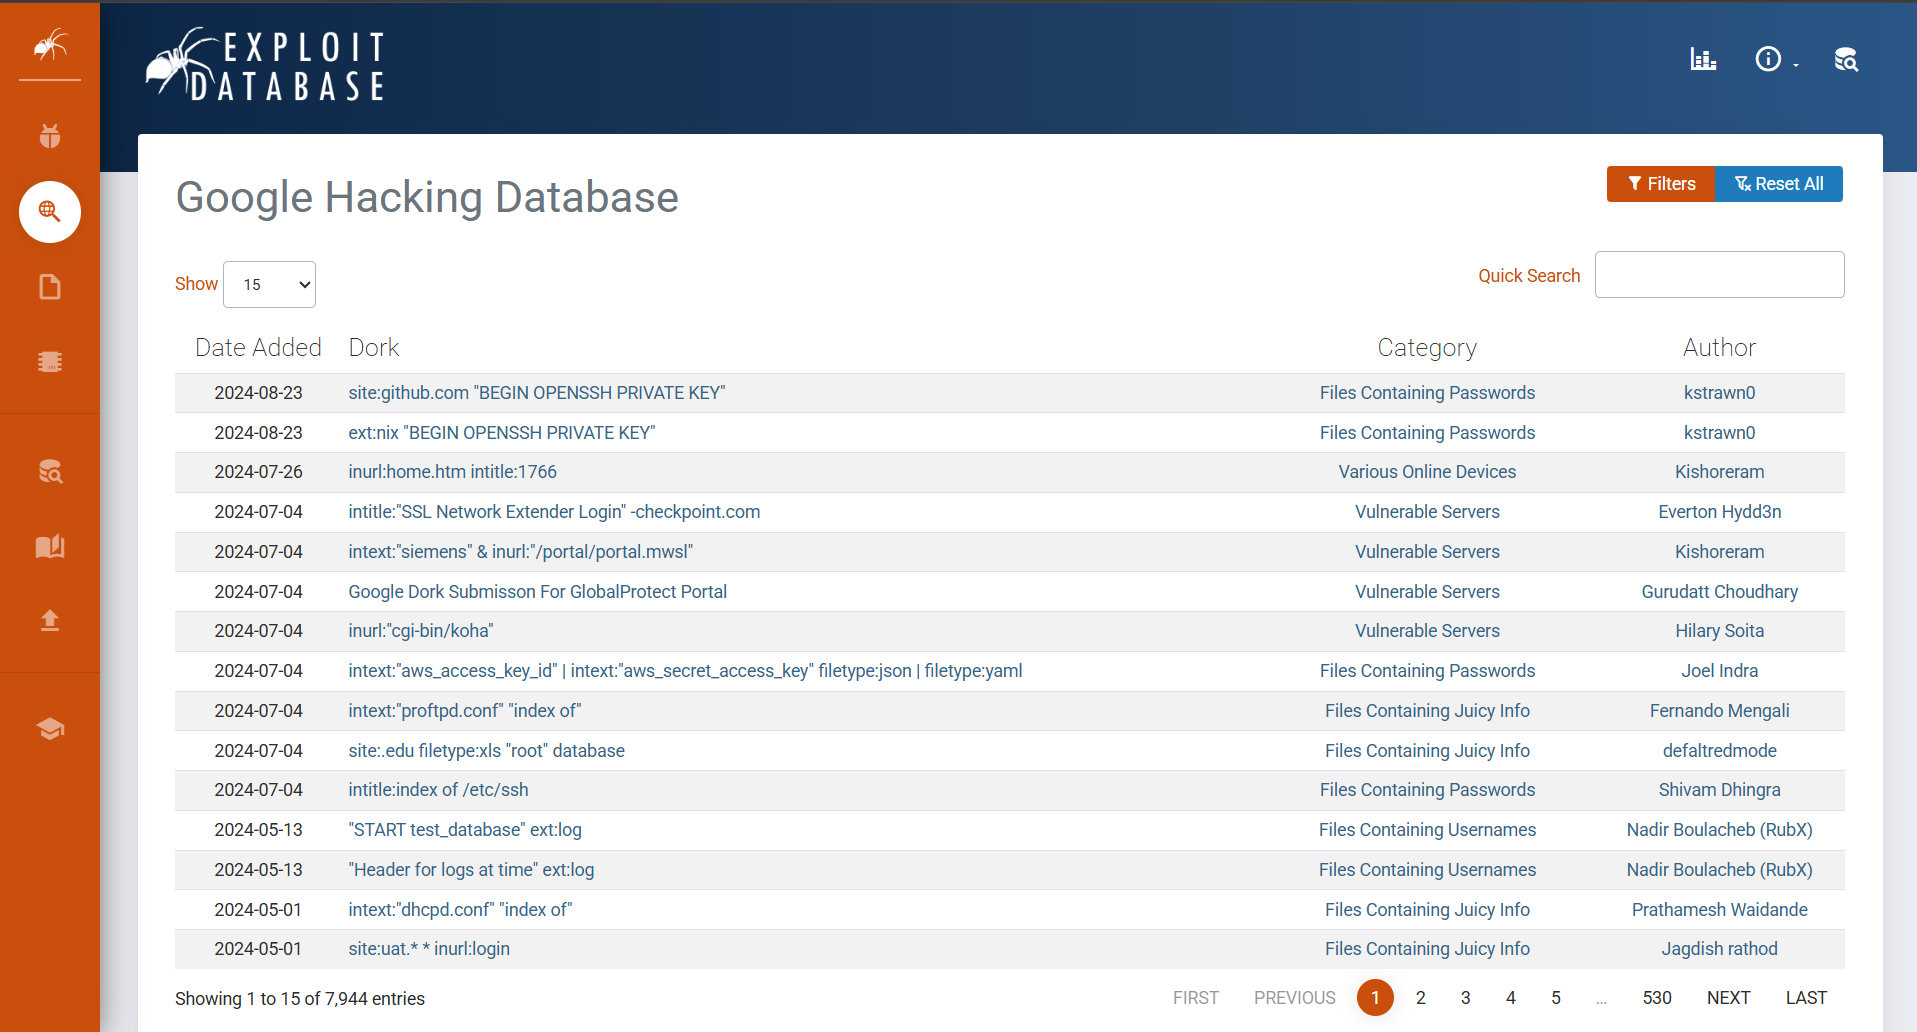 EXPLOIT
DATABASE
Google Hacking Database
Filters
Reset All
Show 15
Quick Search
Date Added Dork Category Author
2024-08-23 site:github.com "BEGIN OPENSSH PRIVATE KEY" Files Containing Passwords kstrawn0
2024-08-23 ext:nix "BEGIN OPENSSH PRIVATE KEY" Files Containing Passwords kstrawn0
2024-07-26 inurl:home.htm intitle:1766 Various Online Devices Kishoreram
2024-07-04 intitle:"SSL Network Extender Login" -checkpoint.com Vulnerable Servers Everton Hydd3n
2024-07-04 intext:"siemens" & inurl:"/portal/portal.mwsl" Vulnerable Servers Kishoreram
2024-07-04 Google Dork Submisson For GlobalProtect Portal Vulnerable Servers Gurudatt Choudhary
2024-07-04 inurl:"cgi-bin/koha" Vulnerable Servers Hilary Soita
2024-07-04 intext:"aws_access_key_id" | intext:"aws_secret_access_key" filetype:json | filetype:yaml Files Containing Passwords Joel Indra
2024-07-04 intext:"proftpd.conf" "index of" Files Containing Juicy Info Fernando Mengali
2024-07-04 site:.edu filetype:xls "root" database Files Containing Juicy Info defaltredmode
2024-07-04 intitle:index of /etc/ssh Files Containing Passwords Shivam Dhingra
2024-05-13 "START test_database" ext:log Files Containing Usernames Nadir Boulacheb (RubX)
2024-05-13 "Header for logs at time" ext:log Files Containing Usernames Nadir Boulacheb (RubX)
2024-05-01 intext:"dhcpd.conf" "index of" Files Containing Juicy Info Prathamesh Waidande
2024-05-01 site:uat.* * inurl:login Files Containing Juicy Info Jagdish rathod
Showing 1 to 15 of 7,944 entries FIRST PREVIOUS 1 2 3 4 5 … 530 NEXT LAST